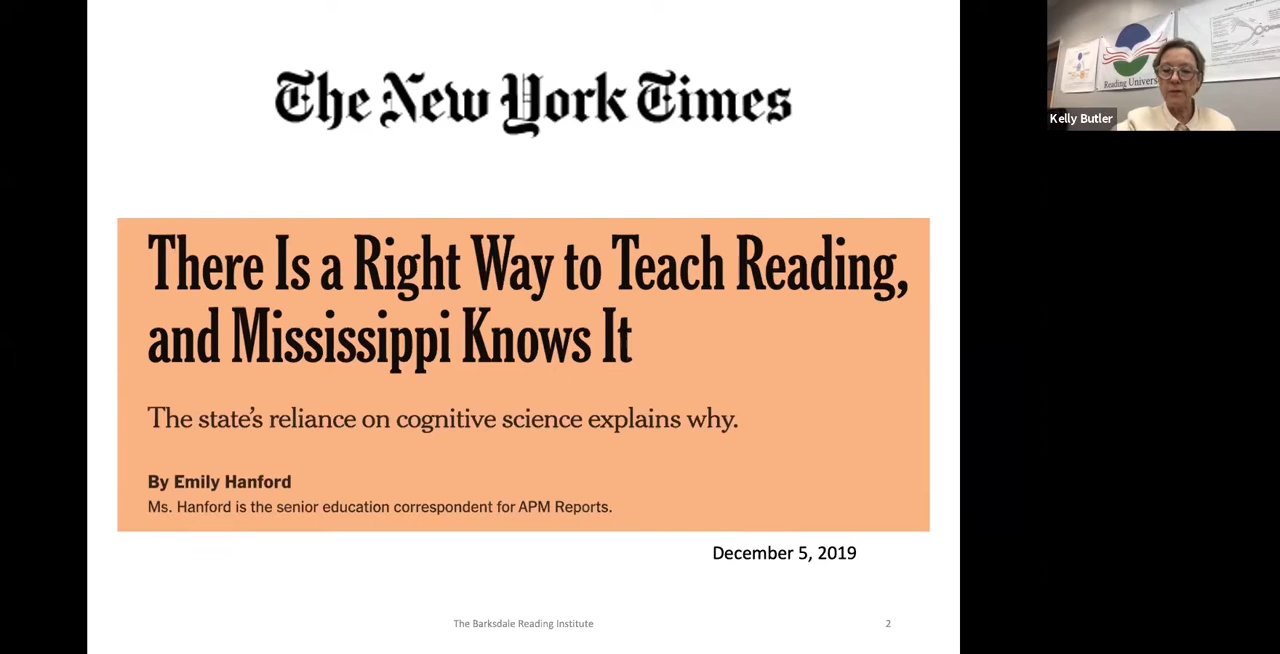 The New York Times
There Is a Right Way to Teach Reading,
and Mississippi Knows It
The state's reliance on cognitive science explains why.
By Emily Hanford
Ms. Hanford is the senior education correspondent for APM Reports.
December 5, 2019
The Barksdale Reading Institute
2
Reading Univers
Kelly Butler